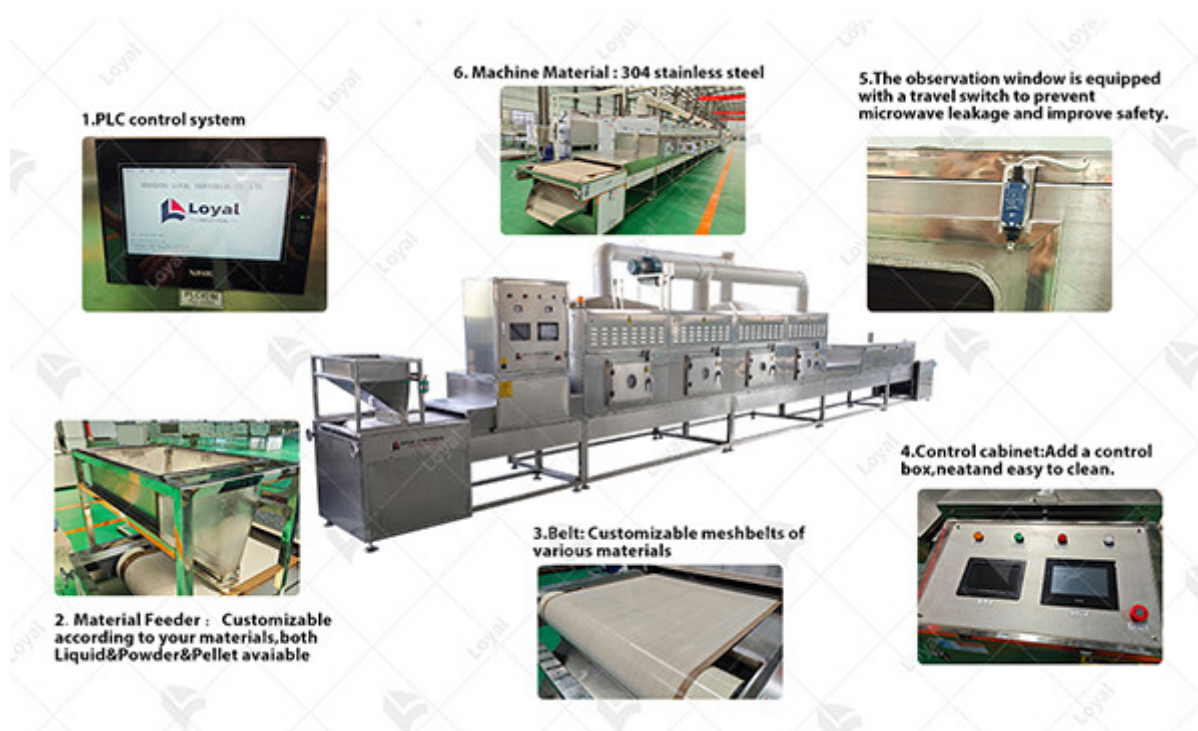 6. Machine Material : 304 stainless steel
5.The observation window is equipped
with a travel switch to prevent
microwave leakage and improve safety.
1.PLC control system
Loyal
4.Control cabinet:Add a control
box,neatand easy to clean.
3.Belt: Customizable meshbelts of
various materials
2. Material Feeder : Customizable
according to your materials,both
Liquid&Powder&Pellet avaiable